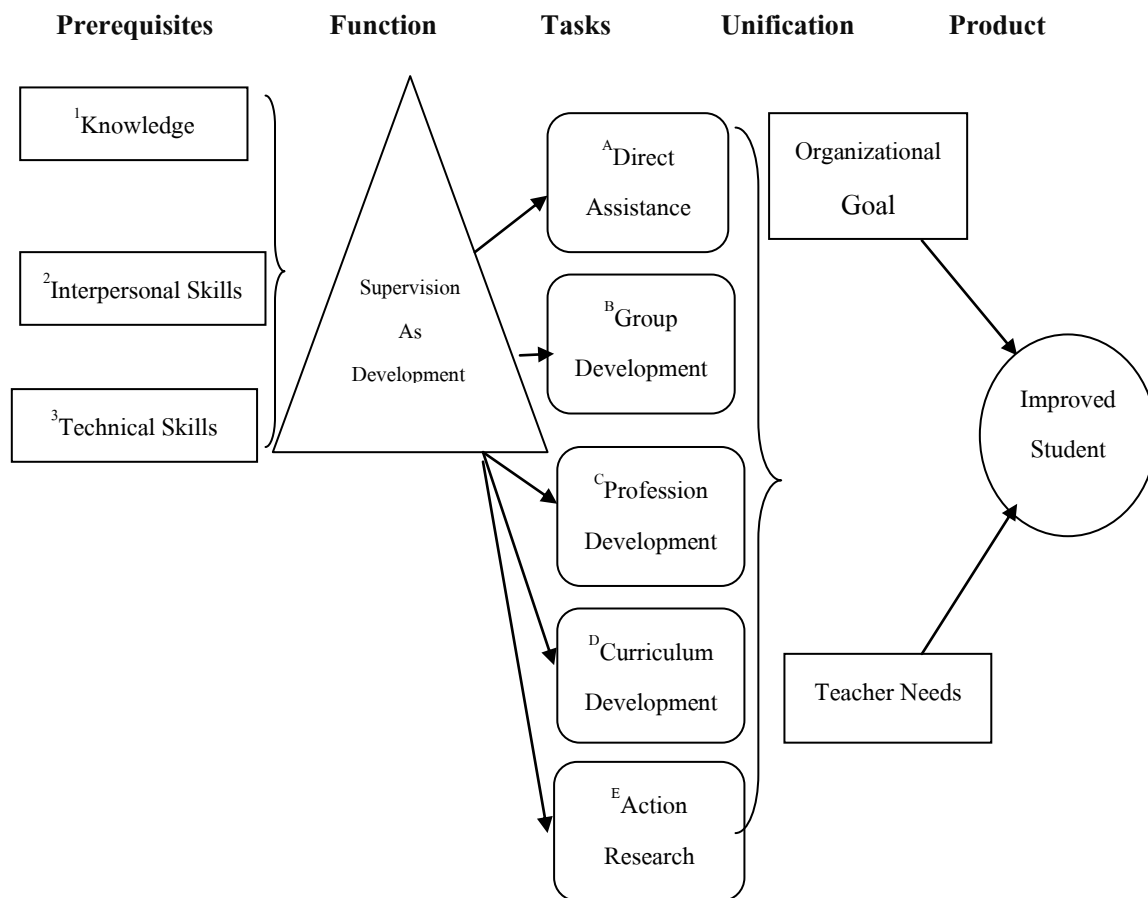 Prerequisites Function Tasks Unification Product
¹Knowledge
²Interpersonal Skills
³Technical Skills
Supervision
As
Development
ᴬDirect
Assistance
ᴮGroup
Development
ᶜProfession
Development
ᴰCurriculum
Development
ᴱAction
Research
Organizational
Goal
Teacher Needs
Improved
Student